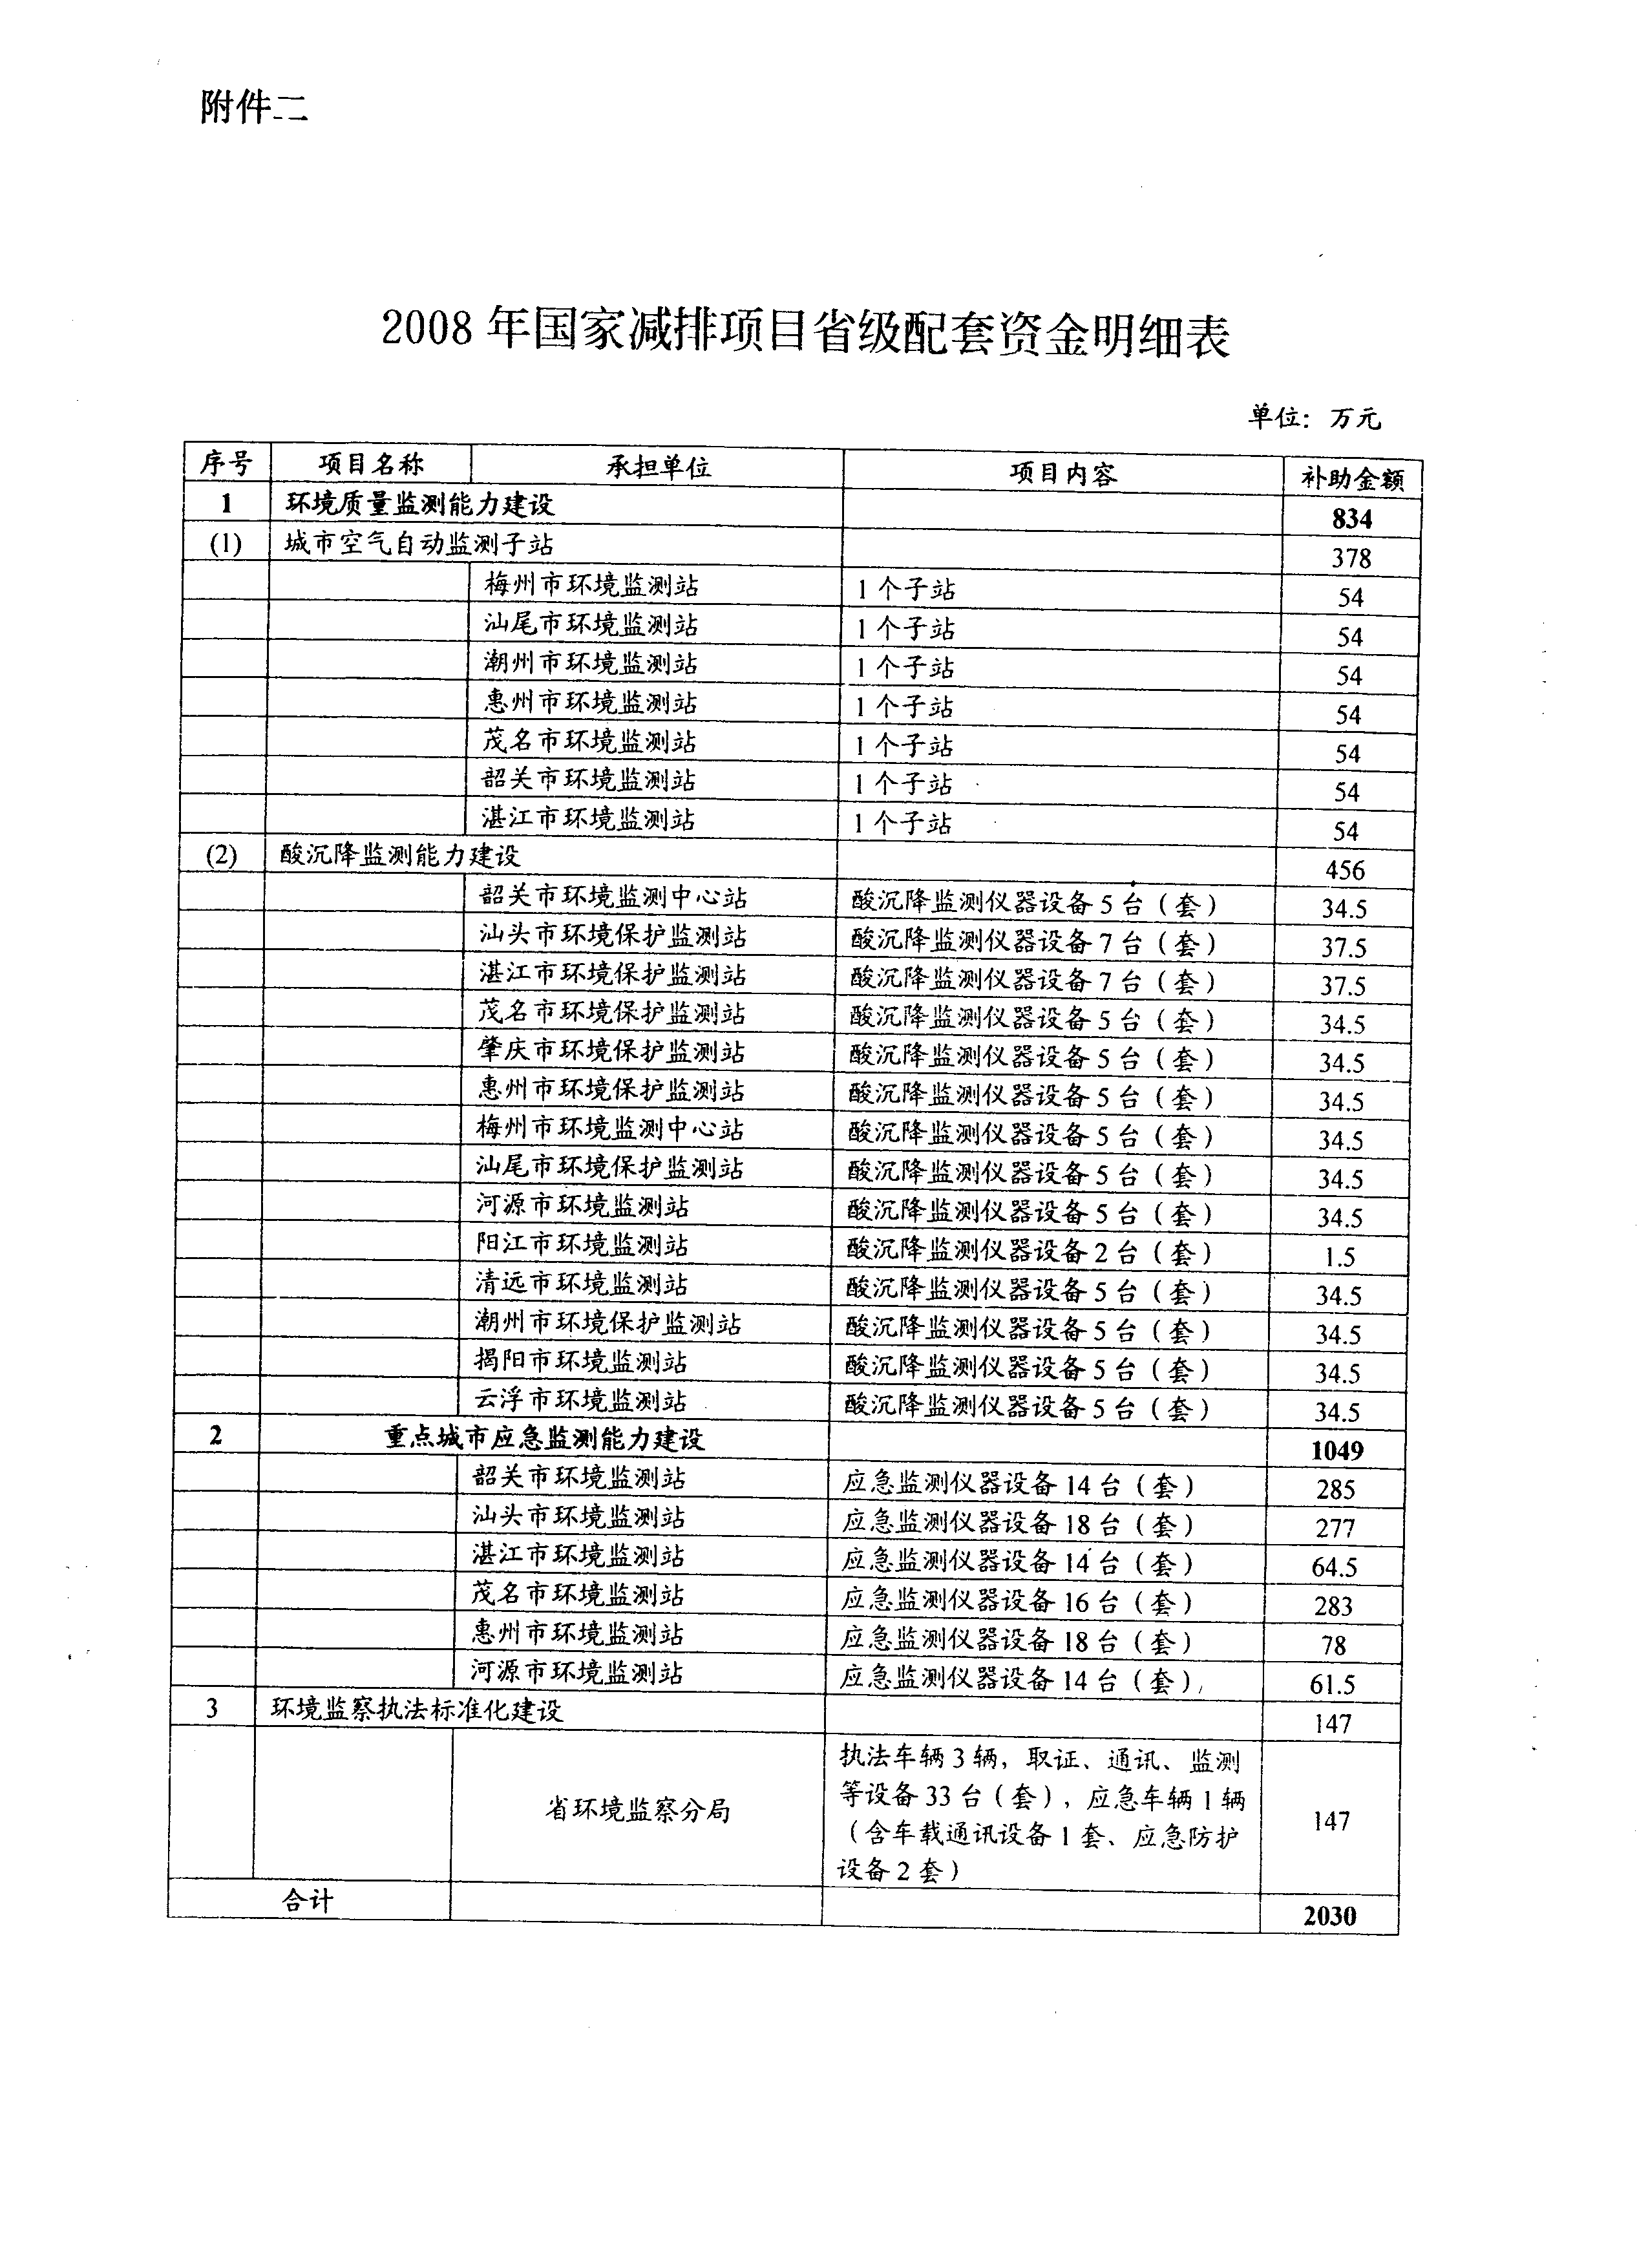 附件二
2008 年国家减排项目省级配套资金明细表
单位：万元
序号 项目名称 承担单位 项目内容 补助金额
1 环境质量监测能力建设 834
(1) 城市空气自动监测子站 378
梅州市环境监测站 1 个子站 54
汕尾市环境监测站 1 个子站 54
潮州市环境监测站 1 个子站 54
惠州市环境监测站 1 个子站 54
茂名市环境监测站 1 个子站 54
韶关市环境监测站 1 个子站 54
湛江市环境监测站 1 个子站 54
(2) 酸沉降监测能力建设 456
韶关市环境监测中心站 酸沉降监测仪器设备 5 台（套） 34.5
汕头市环境保护监测站 酸沉降监测仪器设备 7 台（套） 37.5
湛江市环境保护监测站 酸沉降监测仪器设备 7 台（套） 37.5
茂名市环境保护监测站 酸沉降监测仪器设备 5 台（套） 34.5
肇庆市环境保护监测站 酸沉降监测仪器设备 5 台（套） 34.5
惠州市环境保护监测站 酸沉降监测仪器设备 5 台（套） 34.5
梅州市环境监测中心站 酸沉降监测仪器设备 5 台（套） 34.5
汕尾市环境保护监测站 酸沉降监测仪器设备 5 台（套） 34.5
河源市环境监测站 酸沉降监测仪器设备 5 台（套） 34.5
阳江市环境监测站 酸沉降监测仪器设备 2 台（套） 1.5
清远市环境监测站 酸沉降监测仪器设备 5 台（套） 34.5
潮州市环境保护监测站 酸沉降监测仪器设备 5 台（套） 34.5
揭阳市环境监测站 酸沉降监测仪器设备 5 台（套） 34.5
云浮市环境监测站 酸沉降监测仪器设备 5 台（套） 34.5
2 重点城市应急监测能力建设 1049
韶关市环境监测站 应急监测仪器设备 14 台（套） 285
汕头市环境监测站 应急监测仪器设备 18 台（套） 277
湛江市环境监测站 应急监测仪器设备 14 台（套） 64.5
茂名市环境监测站 应急监测仪器设备 16 台（套） 283
惠州市环境监测站 应急监测仪器设备 18 台（套） 78
河源市环境监测站 应急监测仪器设备 14 台（套） 61.5
3 环境监察执法标准化建设 147
执法车辆 3 辆，取证、通讯、监测
等设备 33 台（套），应急车辆 1 辆
省环境监察分局 147
（含车载通讯设备 1 套、应急防护
设备 2 套）
合计 2030